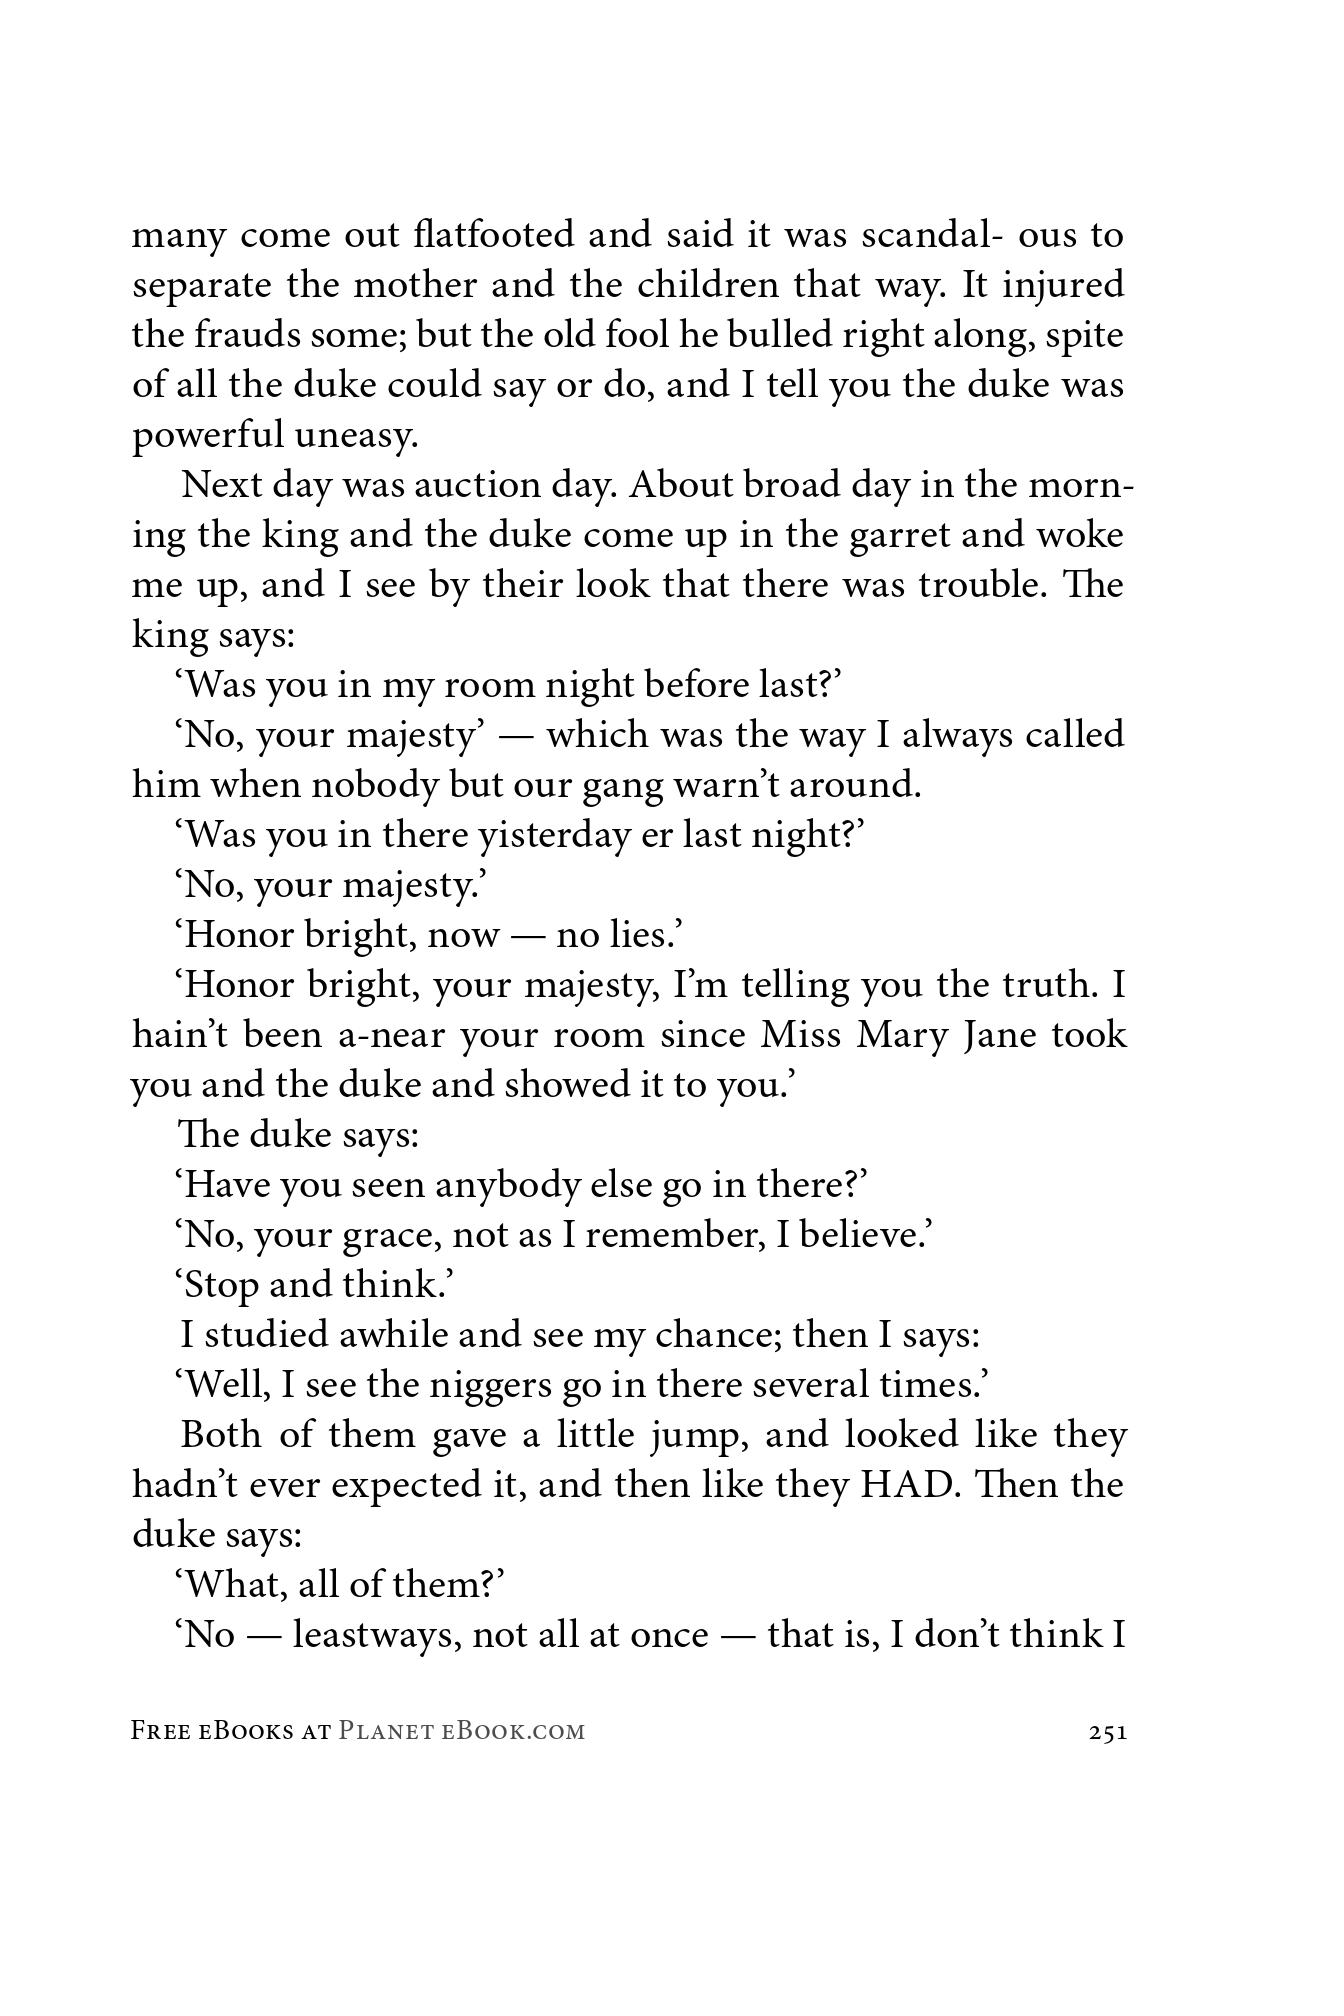 many come out flatfooted and said it was scandal- ous to
separate the mother and the children that way. It injured
the frauds some; but the old fool he bulled right along, spite
of all the duke could say or do, and I tell you the duke was
powerful uneasy.
Next day was auction day. About broad day in the morn-
ing the king and the duke come up in the garret and woke
me up, and I see by their look that there was trouble. The
king says:
‘Was you in my room night before last?’
‘No, your majesty’ — which was the way I always called
him when nobody but our gang warn’t around.
‘Was you in there yisterday er last night?’
‘No, your majesty.’
‘Honor bright, now — no lies.’
‘Honor bright, your majesty, I’m telling you the truth. I
hain’t been a-near your room since Miss Mary Jane took
you and the duke and showed it to you.’
The duke says:
‘Have you seen anybody else go in there?’
‘No, your grace, not as I remember, I believe.’
‘Stop and think.’
I studied awhile and see my chance; then I says:
‘Well, I see the niggers go in there several times.’
Both of them gave a little jump, and looked like they
hadn’t ever expected it, and then like they HAD. Then the
duke says:
‘What, all of them?’
‘No — leastways, not all at once — that is, I don’t think I
Free eBooks at Planet eBook.com 251